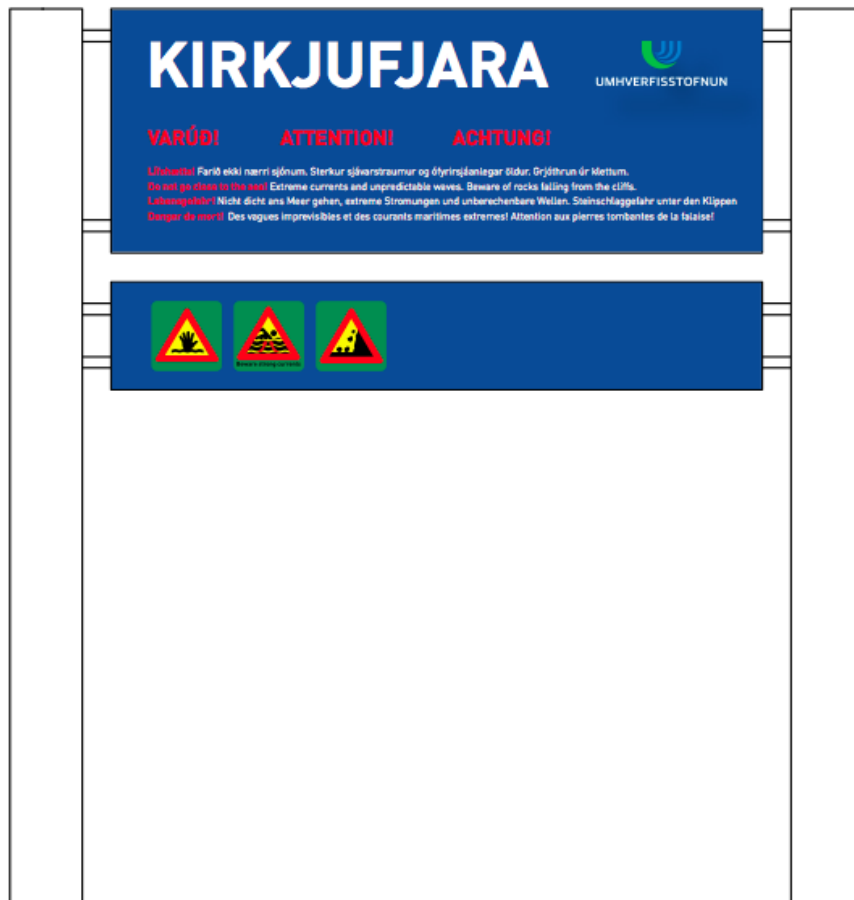 KIRKJUFJARA
UMHVERFISSTOFNUN
VARÚÐ! ATTENTION! ACHTUNG!
Lífshætta! Farið ekki nærri sjónum. Sterkur sjávarstraumur og ófyrirsjáanlegar öldur. Grjóthrun úr klettum.
Do not go close to the sea! Extreme currents and unpredictable waves. Beware of rocks falling from the cliffs.
Lebensgefahr! Nicht dicht ans Meer gehen, extreme Stromungen und unberechenbare Wellen. Steinschlaggefahr unter den Klippen
Danger de mort! Des vagues imprevisibles et des courants maritimes extremes! Attention aux pierres tombantes de la falaise!
Beware strong currents